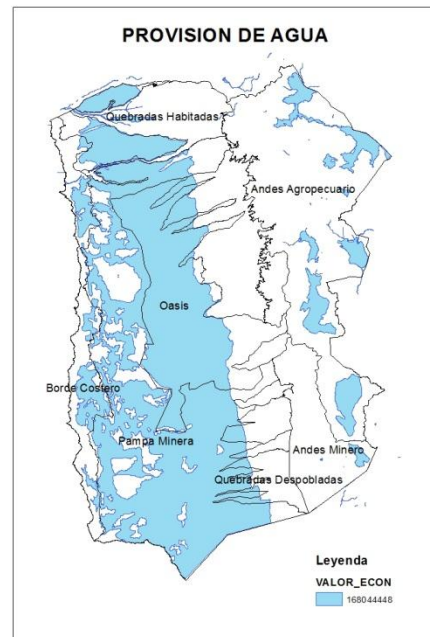 PROVISION DE AGUA
Quebradas Habitadas
Andes Agropecuario
Oasis
Borde Costero
Pampa Minera
Andes Minero
Quebradas Despobladas
Leyenda
VALOR_ECON
168044448